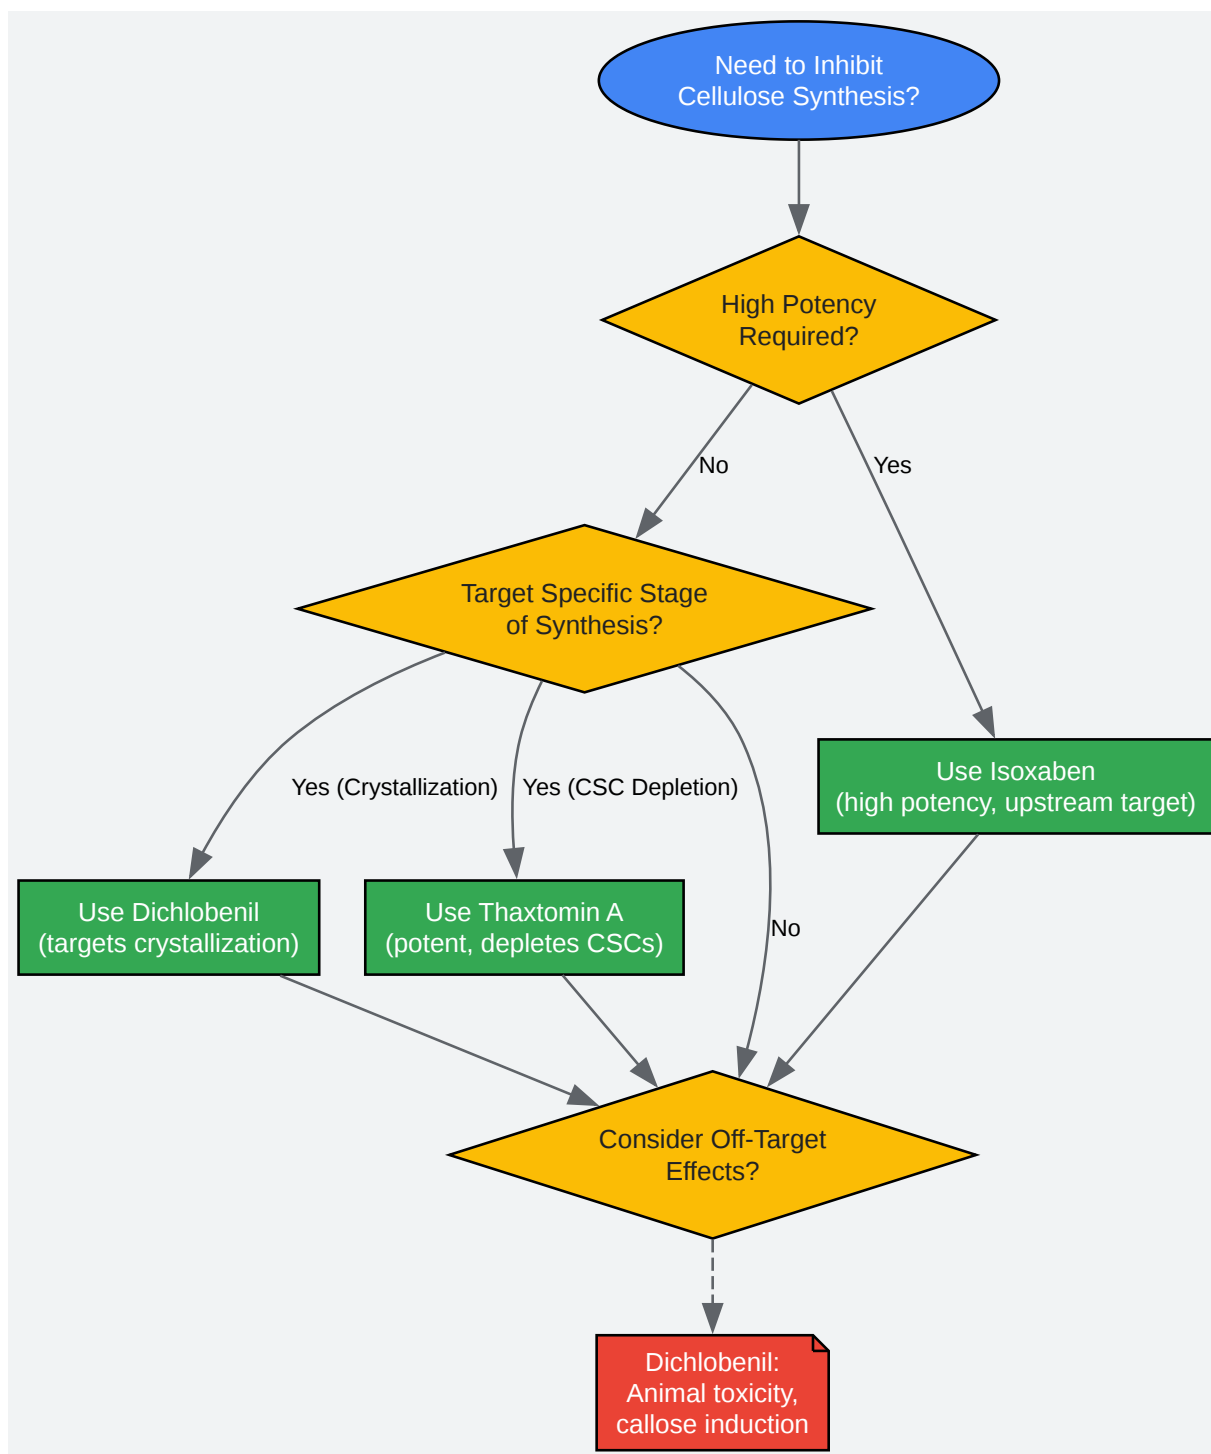 Need to Inhibit
Cellulose Synthesis?
High Potency
Required?
No
Yes
Target Specific Stage
of Synthesis?
Use Isoxaben
(high potency, upstream target)
Yes (Crystallization)
Yes (CSC Depletion)
Use Dichlobenil
(targets crystallization)
Use Thaxtomin A
(potent, depletes CSCs)
No
Consider Off-Target
Effects?
Dichlobenil:
Animal toxicity,
callose induction